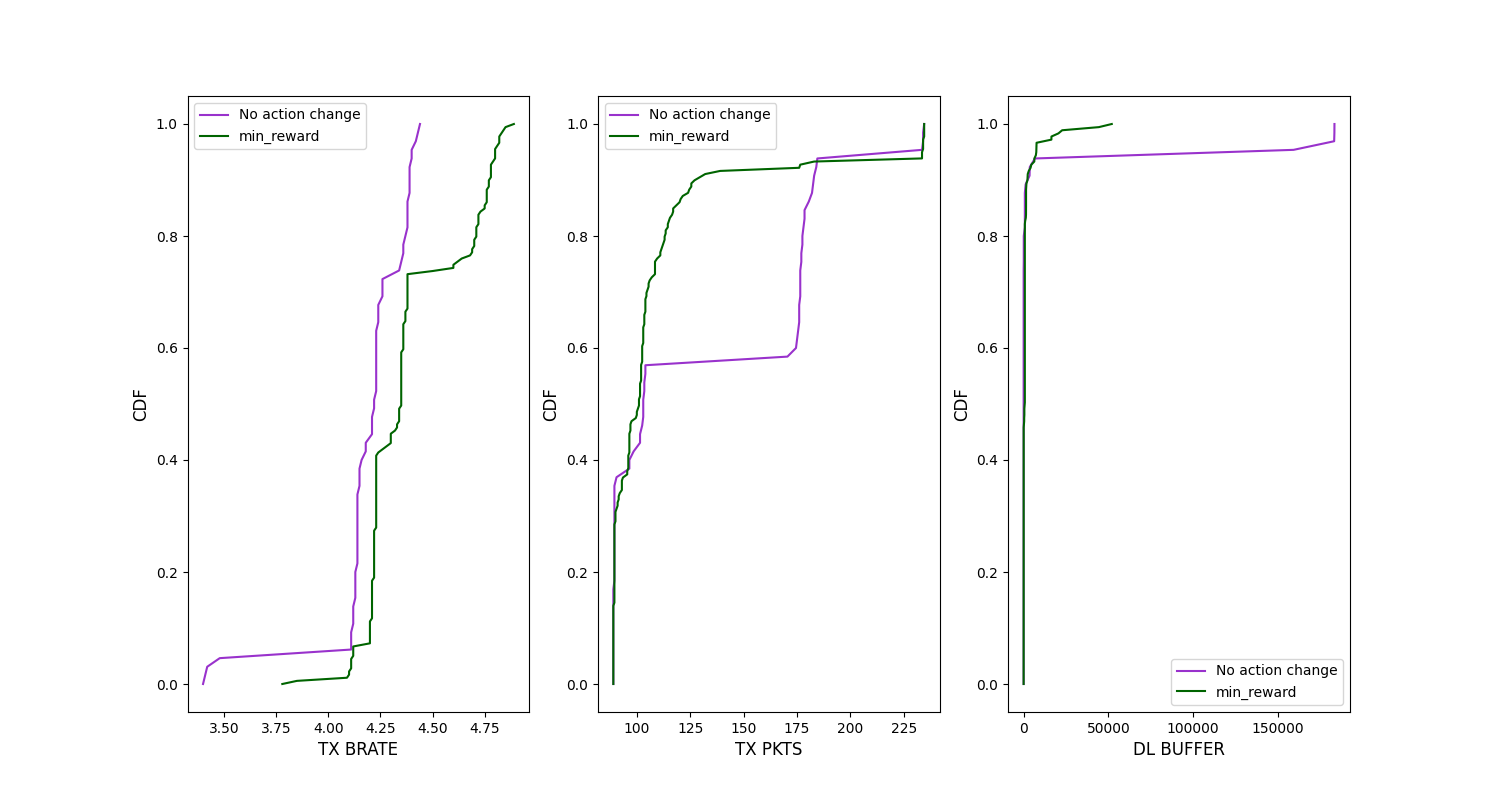 No action change
min_reward
1.0
0.8
0.6
0.4
0.2
0.0
CDF
3.50 3.75 4.00 4.25 4.50 4.75
TX BRATE
No action change
min_reward
1.0
0.8
0.6
0.4
0.2
0.0
CDF
100 125 150 175 200 225
TX PKTS
1.0
0.8
0.6
0.4
0.2
0.0
CDF
No action change
min_reward
0 50000 100000 150000
DL BUFFER